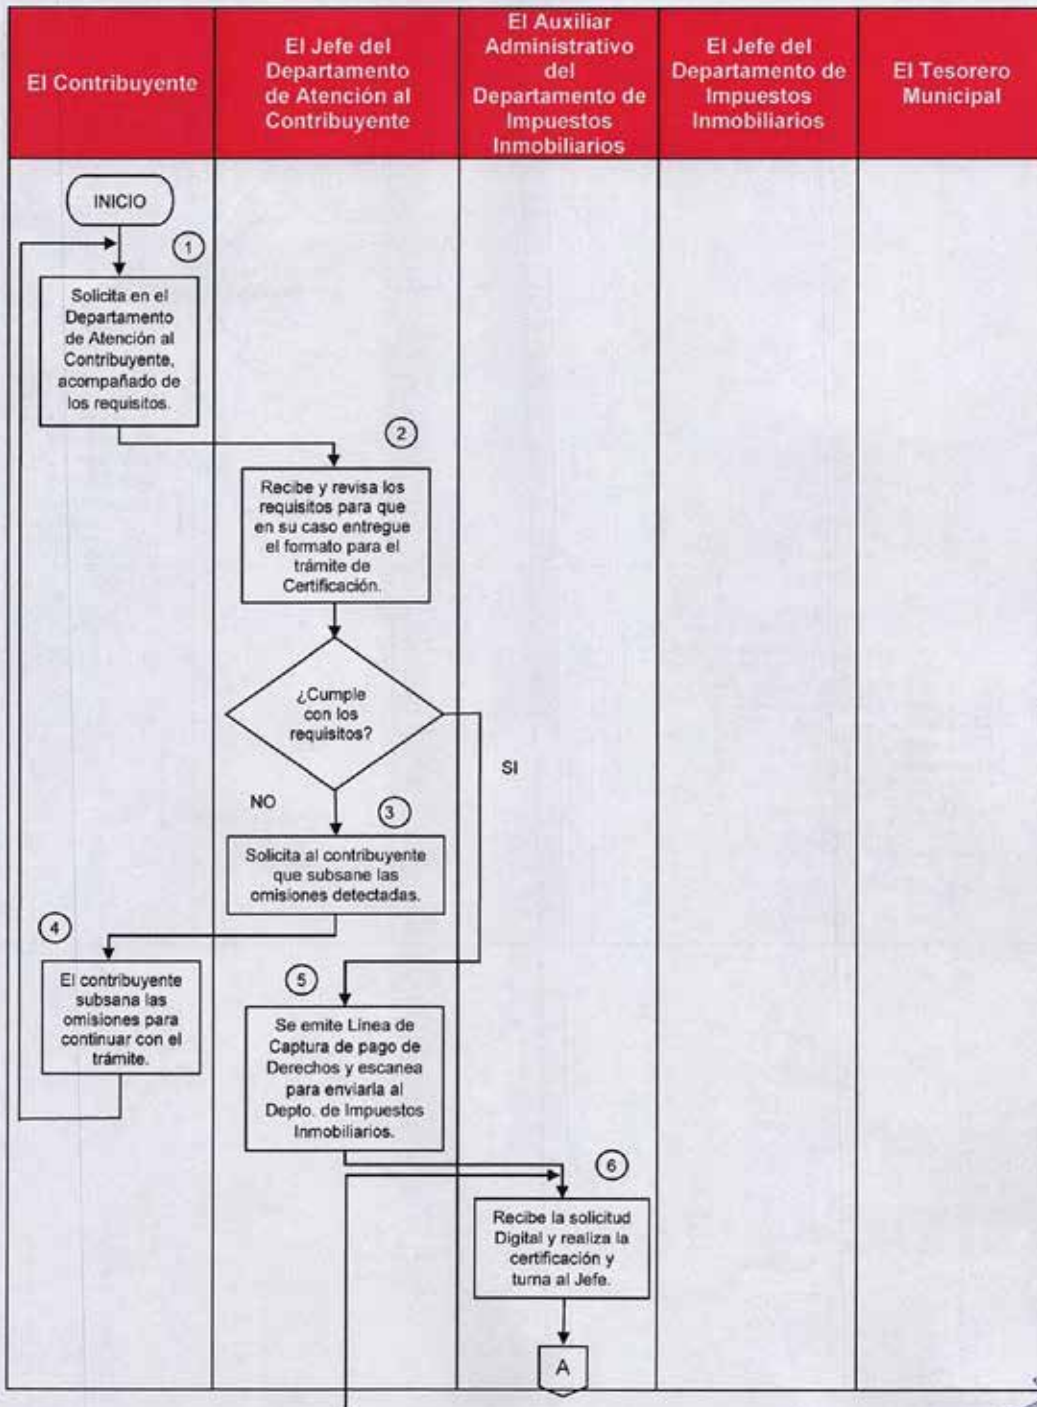 El Contribuyente
El Jefe del
Departamento
de Atención al
Contribuyente
El Auxiliar
Administrativo
del
Departamento de
Impuestos
Inmobiliarios
El Jefe del
Departamento de
Impuestos
Inmobiliarios
El Tesorero
Municipal
INICIO
1
Solicita en el
Departamento
de Atención al
Contribuyente,
acompañado de
los requisitos.
2
Recibe y revisa los
requisitos para que
en su caso entregue
el formato para el
trámite de
Certificación.
¿Cumple
con los
requisitos?
SI
NO
3
Solicita al contribuyente
que subsane las
omisiones detectadas.
4
El contribuyente
subsana las
omisiones para
continuar con el
trámite.
5
Se emite Línea de
Captura de pago de
Derechos y escanea
para enviarla al
Depto. de Impuestos
Inmobiliarios.
6
Recibe la solicitud
Digital y realiza la
certificación y
turna al Jefe.
A